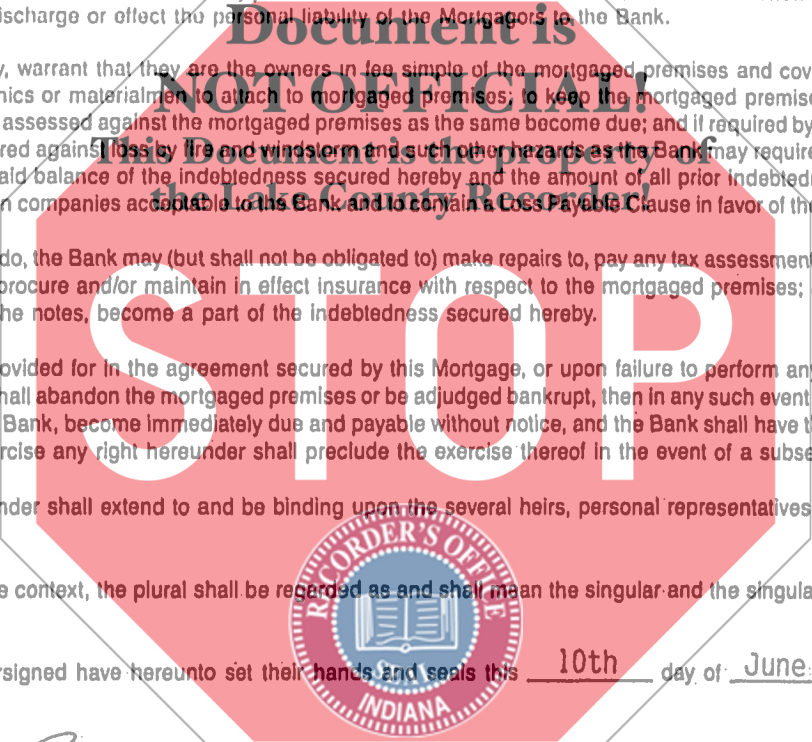 discharge or effect the personal liability of the Mortgagors to the Bank.
Document is
y, warrant that they are the owners in fee simple of the mortgaged premises and cov
NOT OFFICIAL!
nics or materialmen to attach to mortgaged premises; to keep the mortgaged premise
assessed against the mortgaged premises as the same become due; and if required by
This Document is the property of
red against loss by fire and windstorm and such other hazards as the Bank may require
aid balance of the indebtedness secured hereby and the amount of all prior indebtedn
the Lake County Recorder!
n companies acceptable to the Bank and to contain a Loss Payable Clause in favor of the
do, the Bank may (but shall not be obligated to) make repairs to, pay any tax assessmen
procure and/or maintain in effect insurance with respect to the mortgaged premises;
he notes, become a part of the indebtedness secured hereby.
STOP
ovided for in the agreement secured by this Mortgage, or upon failure to perform any
hall abandon the mortgaged premises or be adjudged bankrupt, then in any such event
Bank, become immediately due and payable without notice, and the Bank shall have t
rcise any right hereunder shall preclude the exercise thereof in the event of a subse
nder shall extend to and be binding upon the several heirs, personal representatives
RECORDER'S OFFICE
e context, the plural shall be regarded as and shall mean the singular and the singula
rsigned have hereunto set their hands and seals this 10th day of June
SEAL
INDIANA